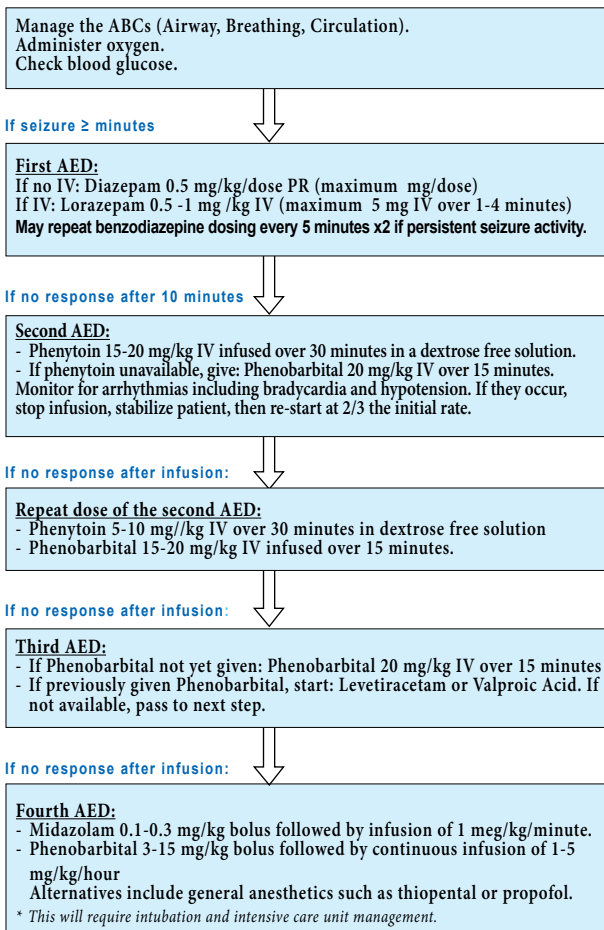 Manage the ABCs (Airway, Breathing, Circulation).
Administer oxygen.
Check blood glucose.
If seizure ≥ minutes
First AED:
If no IV: Diazepam 0.5 mg/kg/dose PR (maximum  mg/dose)
If IV: Lorazepam 0.5 -1 mg /kg IV (maximum  5 mg IV over 1-4 minutes)
May repeat benzodiazepine dosing every 5 minutes x2 if persistent seizure activity.
If no response after 10 minutes
Second AED:
- Phenytoin 15-20 mg/kg IV infused over 30 minutes in a dextrose free solution.
- If phenytoin unavailable, give: Phenobarbital 20 mg/kg IV over 15 minutes.
Monitor for arrhythmias including bradycardia and hypotension. If they occur,
stop infusion, stabilize patient, then re-start at 2/3 the initial rate.
If no response after infusion:
Repeat dose of the second AED:
- Phenytoin 5-10 mg//kg IV over 30 minutes in dextrose free solution
- Phenobarbital 15-20 mg/kg IV infused over 15 minutes.
If no response after infusion:
Third AED:
- If Phenobarbital not yet given: Phenobarbital 20 mg/kg IV over 15 minutes
- If previously given Phenobarbital, start: Levetiracetam or Valproic Acid. If
not available, pass to next step.
If no response after infusion:
Fourth AED:
- Midazolam 0.1-0.3 mg/kg bolus followed by infusion of 1 meg/kg/minute.
- Phenobarbital 3-15 mg/kg bolus followed by continuous infusion of 1-5
mg/kg/hour
Alternatives include general anesthetics such as thiopental or propofol.
* This will require intubation and intensive care unit management.